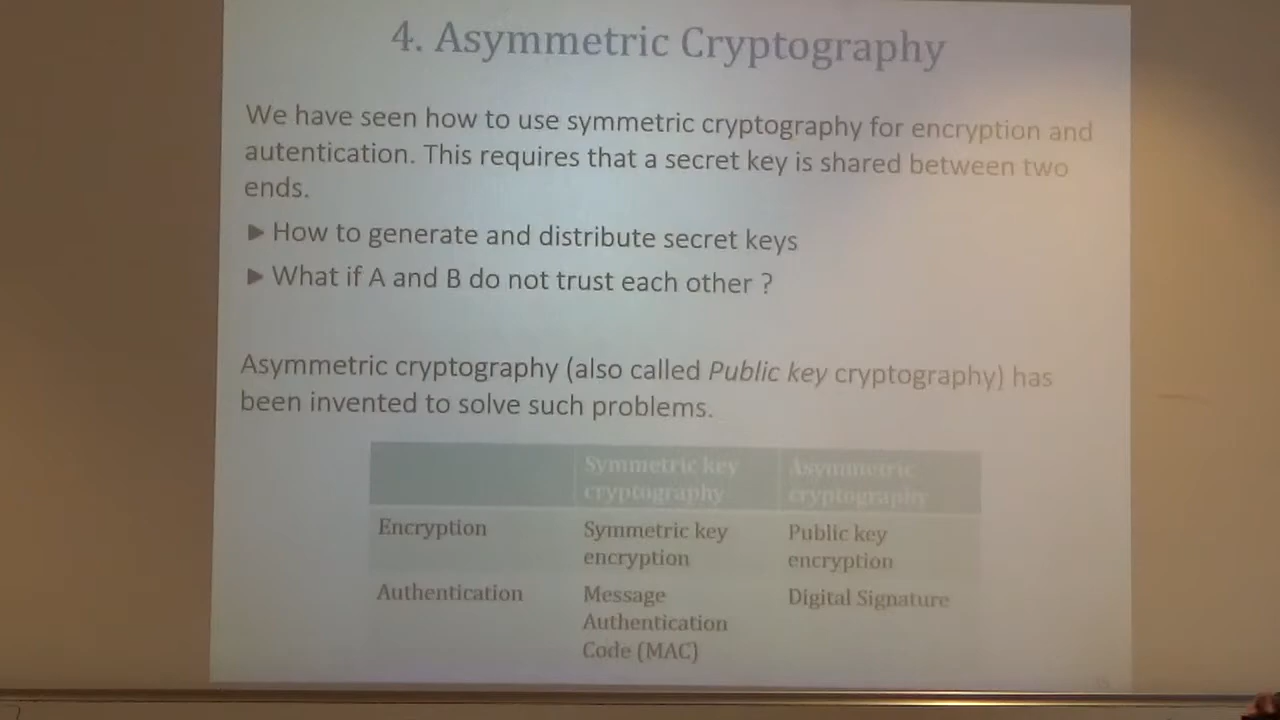 4. Asymmetric Cryptography
We have seen how to use symmetric cryptography for encryption and
autentication. This requires that a secret key is shared between two
ends.
How to generate and distribute secret keys
What if A and B do not trust each other ?
Asymmetric cryptography (also called Public key cryptography) has
been invented to solve such problems.
Symmetric key
cryptography
Asymmetric
cryptography
Encryption
Symmetric key
encryption
Public key
encryption
Authentication
Message
Authentication
Code (MAC)
Digital Signature